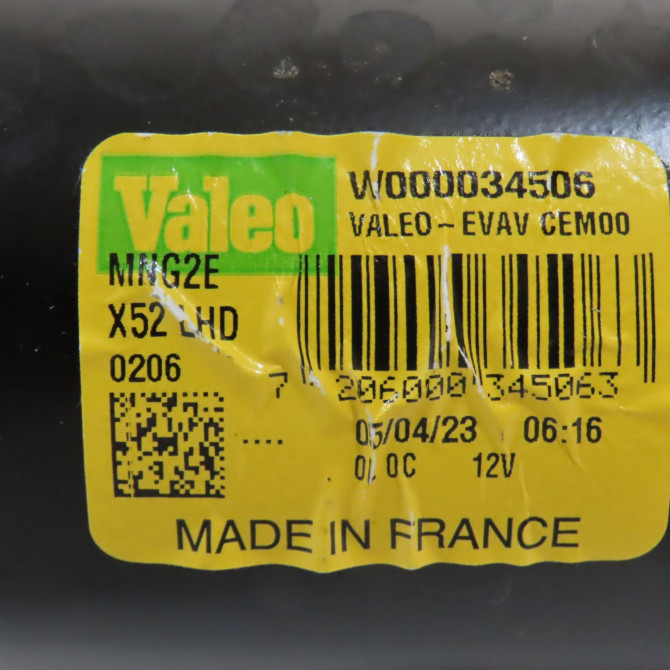 Valeo
W000034506
VALEO-EVAV CEM00
MNG2E
X52 LHD
0206
7 206000 345063
.... 05/04/23 06:16
0C 12V
MADE IN FRANCE